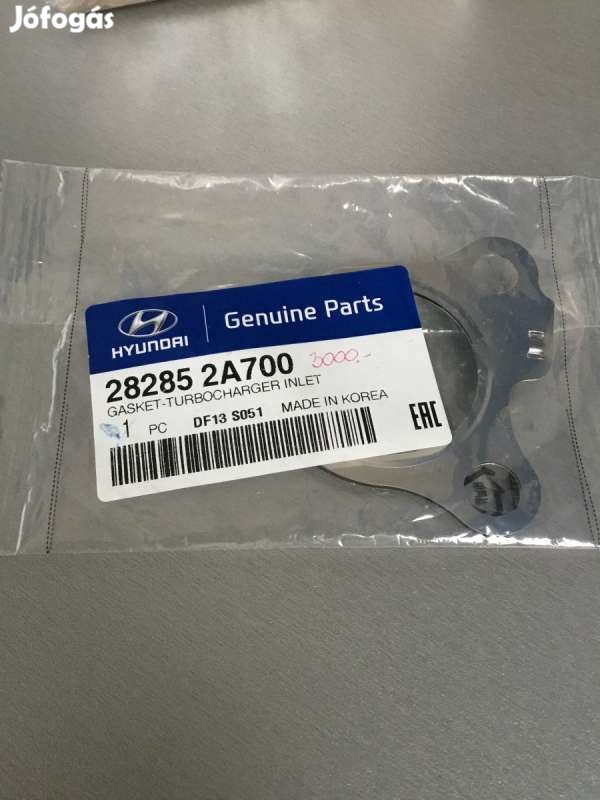 Jófogás
HYUNDAI
Genuine Parts
28285 2A700
3000.-
GASKET-TURBOCHARGER INLET
1 PC DF13 S051 MADE IN KOREA
EAC